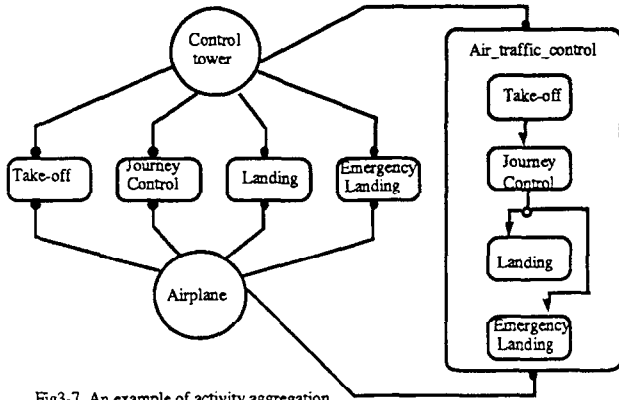 Control
tower
Air_traffic_control
Take-off
Journey
Control
Landing
Emergency
Landing
Take-off
Journey
Control
Landing
Emergency
Landing
Airplane
Fig3-7 An example of activity aggregation